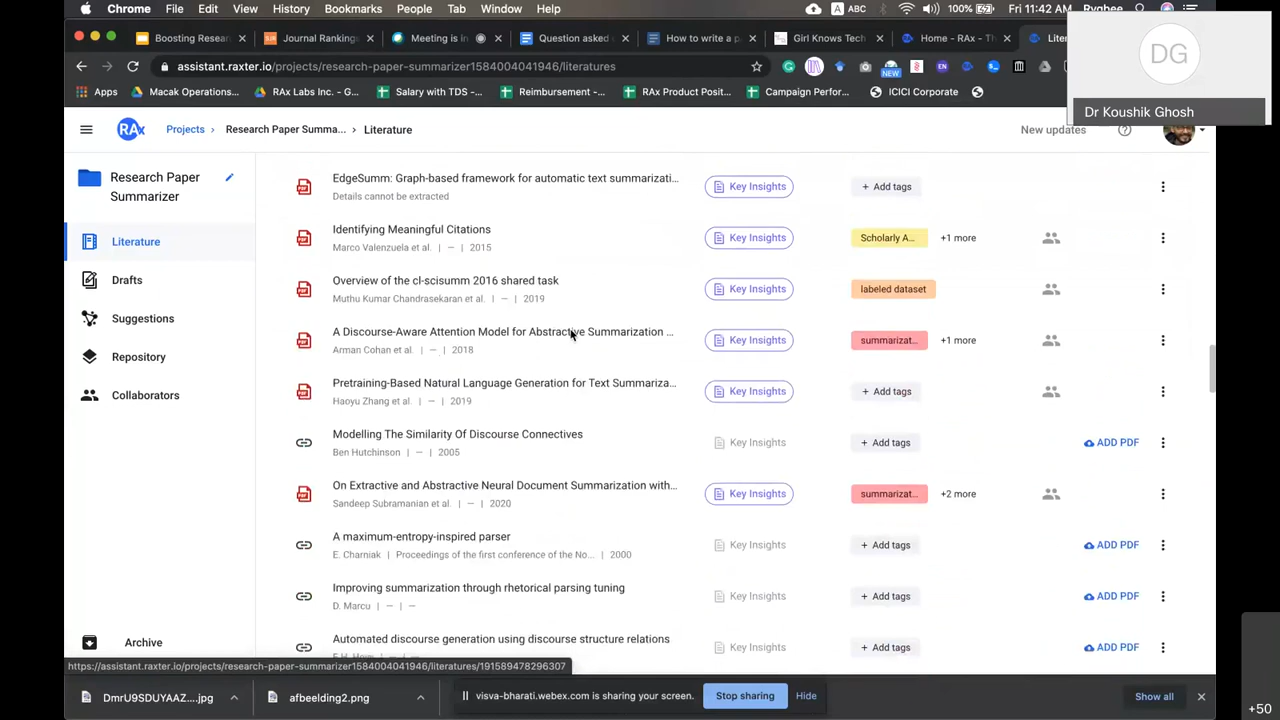 Chrome File Edit View History Bookmarks Ryglee People Tab Window Help A ABC 100% Fri 11:42 AM Rygbee
Boosting Resear Journal Rankings Meeting is in Question asked How to write a p Girl Knows Tech Home - RAx - Th Lite
assistant.raxter.io/projects/research-paper-summarizer1584004041946/literatures
NEW EN
Apps Macak Operations... RAx Labs Inc. - G... Salary with TDS -... Reimbursement -... RAx Product Posit... Campaign Perfor... ICICI Corporate
DG
Dr Koushik Ghosh
RAx Projects › Research Paper Summa... › Literature New updates ?
Research Paper
Summarizer
Literature
Drafts
Suggestions
Repository
Collaborators
Archive
EdgeSumm: Graph-based framework for automatic text summarizati... Key Insights + Add tags
Details cannot be extracted
Identifying Meaningful Citations Key Insights Scholarly A... +1 more
Marco Valenzuela et al. | — | 2015
Overview of the cl-scisumm 2016 shared task Key Insights labeled dataset
Muthu Kumar Chandrasekaran et al. | — | 2019
A Discourse-Aware Attention Model for Abstractive Summarization ... Key Insights summarizat... +1 more
Arman Cohan et al. | — | 2018
Pretraining-Based Natural Language Generation for Text Summariza... Key Insights + Add tags
Haoyu Zhang et al. | — | 2019
Modelling The Similarity Of Discourse Connectives Key Insights + Add tags ADD PDF
Ben Hutchinson | — | 2005
On Extractive and Abstractive Neural Document Summarization with... Key Insights summarizat... +2 more
Sandeep Subramanian et al. | — | 2020
A maximum-entropy-inspired parser Key Insights + Add tags ADD PDF
E. Charniak | Proceedings of the first conference of the No... | 2000
Improving summarization through rhetorical parsing tuning Key Insights + Add tags ADD PDF
D. Marcu | — | —
Automated discourse generation using discourse structure relations Key Insights + Add tags ADD PDF
https://assistant.raxter.io/projects/research-paper-summarizer1584004041946/literatures/191589478296307
DmrU9SDUYAAZ....jpg afbeelding2.png visva-bharati.webex.com is sharing your screen. Stop sharing Hide Show all
+50